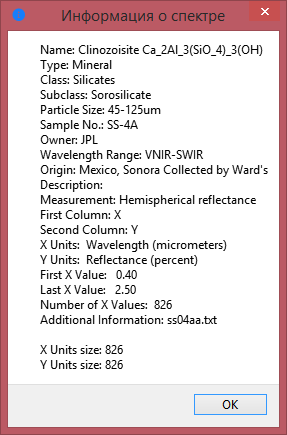 Информация о спектре
Name: Clinozoisite Ca_2Al_3(SiO_4)_3(OH)
Type: Mineral
Class: Silicates
Subclass: Sorosilicate
Particle Size: 45-125um
Sample No.: SS-4A
Owner: JPL
Wavelength Range: VNIR-SWIR
Origin: Mexico, Sonora Collected by Ward's
Description:
Measurement: Hemispherical reflectance
First Column: X
Second Column: Y
X Units:  Wavelength (micrometers)
Y Units:  Reflectance (percent)
First X Value:   0.40
Last X Value:   2.50
Number of X Values:  826
Additional Information: ss04aa.txt
X Units size: 826
Y Units size: 826
OK